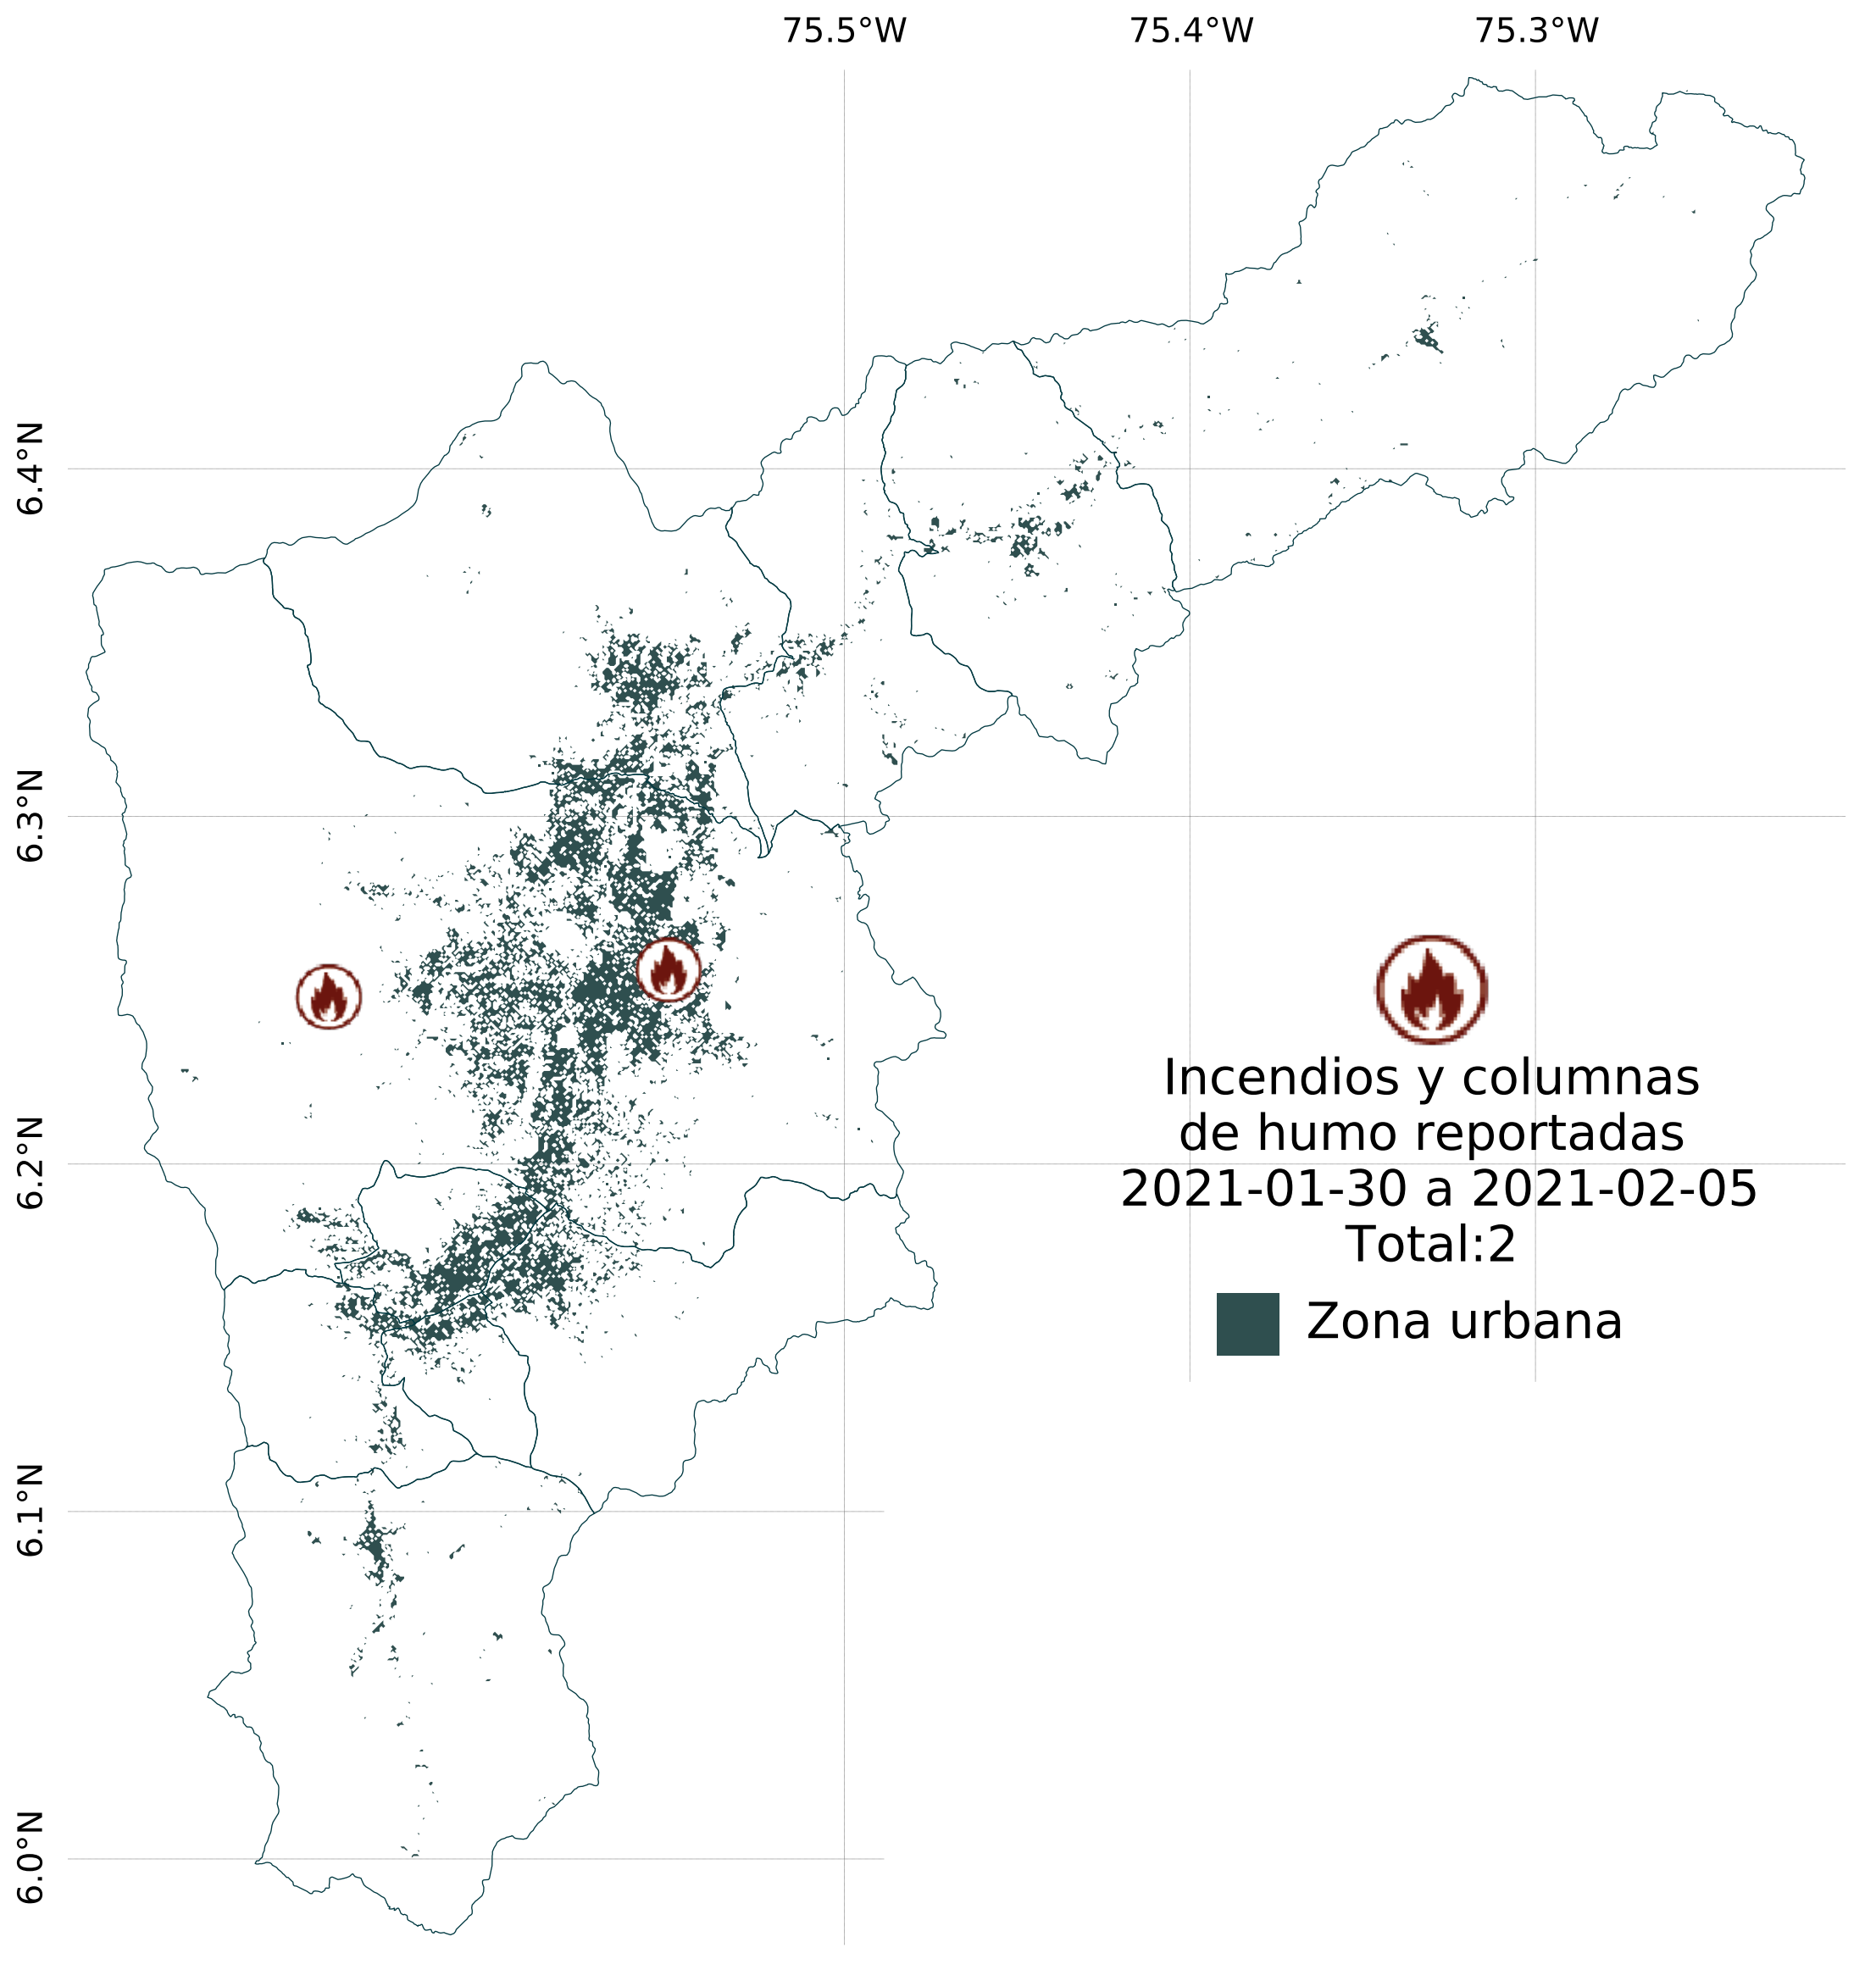 75.5°W 75.4°W 75.3°W
6.4°N
6.3°N
6.2°N
6.1°N
6.0°N
Incendios y columnas
de humo reportadas
2021-01-30 a 2021-02-05
Total:2
Zona urbana